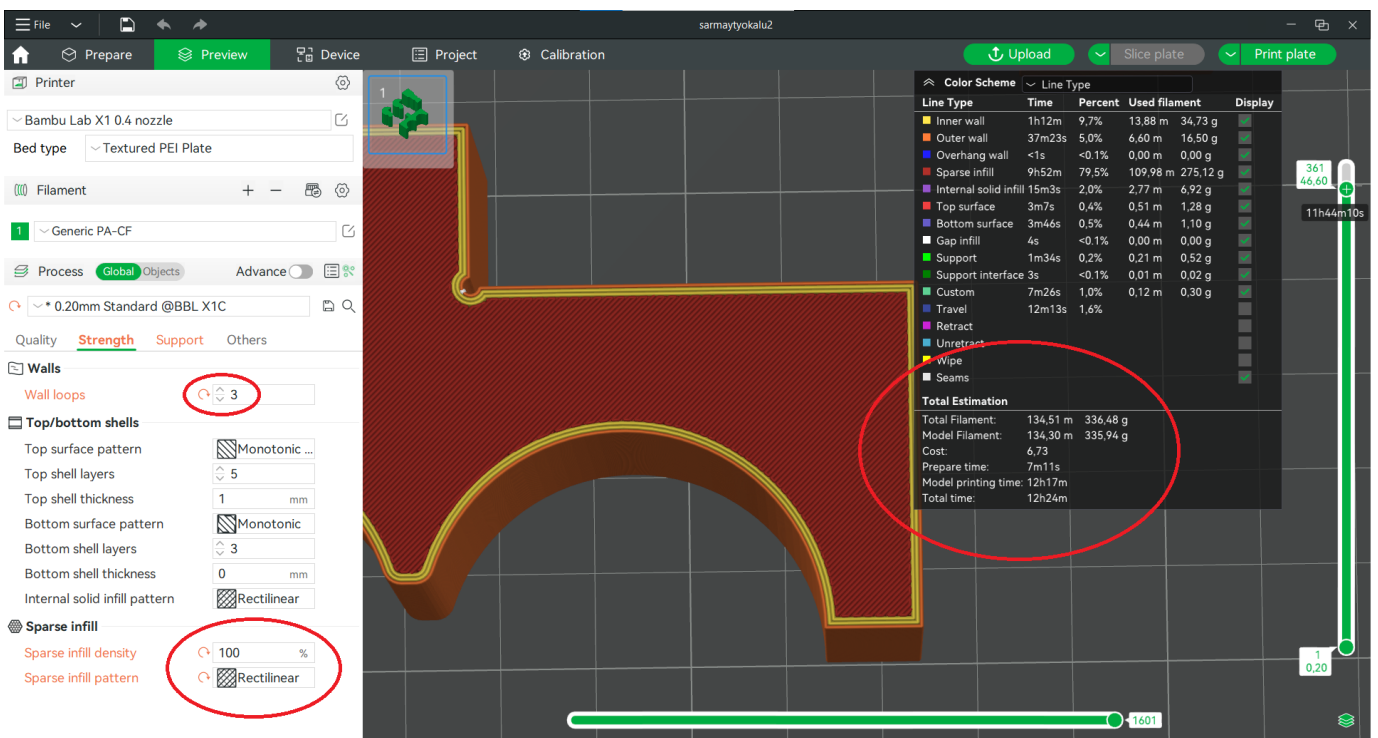 File
sarmaytyokalu2
Prepare Preview Device Project Calibration Upload Slice plate Print plate
Printer
Bambu Lab X1 0.4 nozzle
Bed type Textured PEI Plate
Filament
1 Generic PA-CF
Process Global Objects Advance
* 0.20mm Standard @BBL X1C
Quality Strength Support Others
Walls
Wall loops 3
Top/bottom shells
Top surface pattern Monotonic ...
Top shell layers 5
Top shell thickness 1 mm
Bottom surface pattern Monotonic
Bottom shell layers 3
Bottom shell thickness 0 mm
Internal solid infill pattern Rectilinear
Sparse infill
Sparse infill density 100 %
Sparse infill pattern Rectilinear
1
Color Scheme Line Type
Line Type Time Percent Used filament Display
Inner wall 1h12m 9,7% 13,88 m 34,73 g
Outer wall 37m23s 5,0% 6,60 m 16,50 g
Overhang wall <1s <0.1% 0,00 m 0,00 g
Sparse infill 9h52m 79,5% 109,98 m 275,12 g
Internal solid infill 15m3s 2,0% 2,77 m 6,92 g
Top surface 3m7s 0,4% 0,51 m 1,28 g
Bottom surface 3m46s 0,5% 0,44 m 1,10 g
Gap infill 4s <0.1% 0,00 m 0,00 g
Support 1m34s 0,2% 0,21 m 0,52 g
Support interface 3s <0.1% 0,01 m 0,02 g
Custom 7m26s 1,0% 0,12 m 0,30 g
Travel 12m13s 1,6%
Retract
Unretract
Wipe
Seams
Total Estimation
Total Filament: 134,51 m 336,48 g
Model Filament: 134,30 m 335,94 g
Cost: 6,73
Prepare time: 7m11s
Model printing time: 12h17m
Total time: 12h24m
361
46,60
11h44m10s
1
0,20
1601